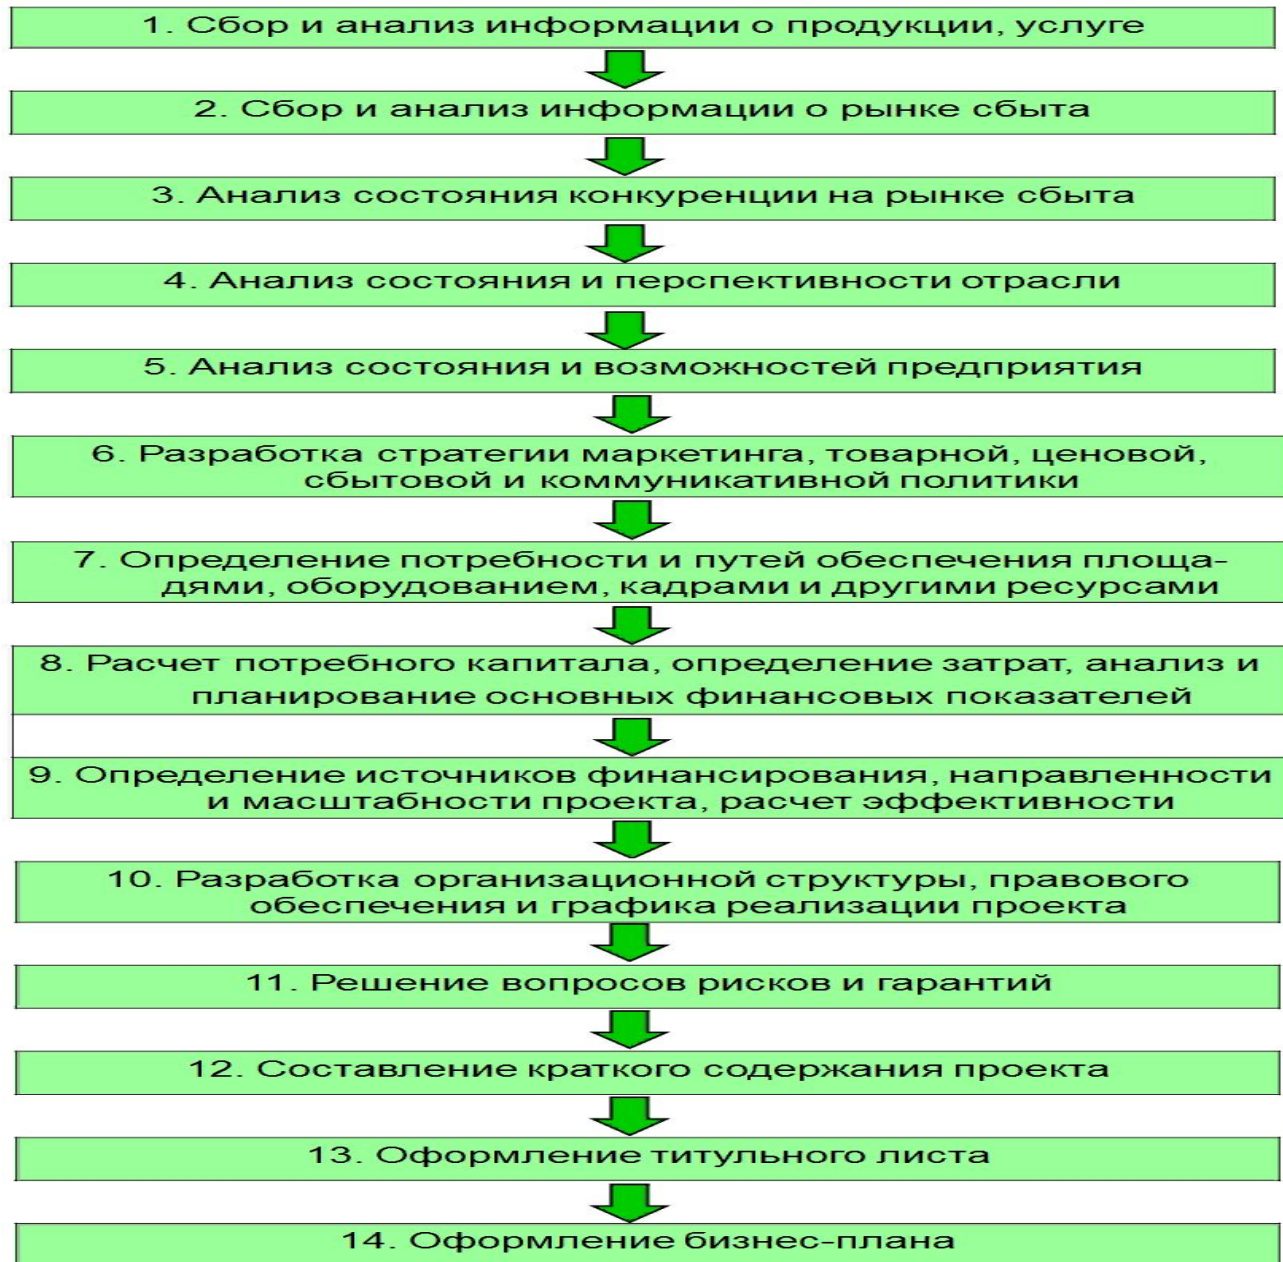 1. Сбор и анализ информации о продукции, услуге
2. Сбор и анализ информации о рынке сбыта
3. Анализ состояния конкуренции на рынке сбыта
4. Анализ состояния и перспективности отрасли
5. Анализ состояния и возможностей предприятия
6. Разработка стратегии маркетинга, товарной, ценовой,
сбытовой и коммуникативной политики
7. Определение потребности и путей обеспечения площа-
дями, оборудованием, кадрами и другими ресурсами
8. Расчет потребного капитала, определение затрат, анализ и
планирование основных финансовых показателей
9. Определение источников финансирования, направленности
и масштабности проекта, расчет эффективности
10. Разработка организационной структуры, правового
обеспечения и графика реализации проекта
11. Решение вопросов рисков и гарантий
12. Составление краткого содержания проекта
13. Оформление титульного листа
14. Оформление бизнес-плана